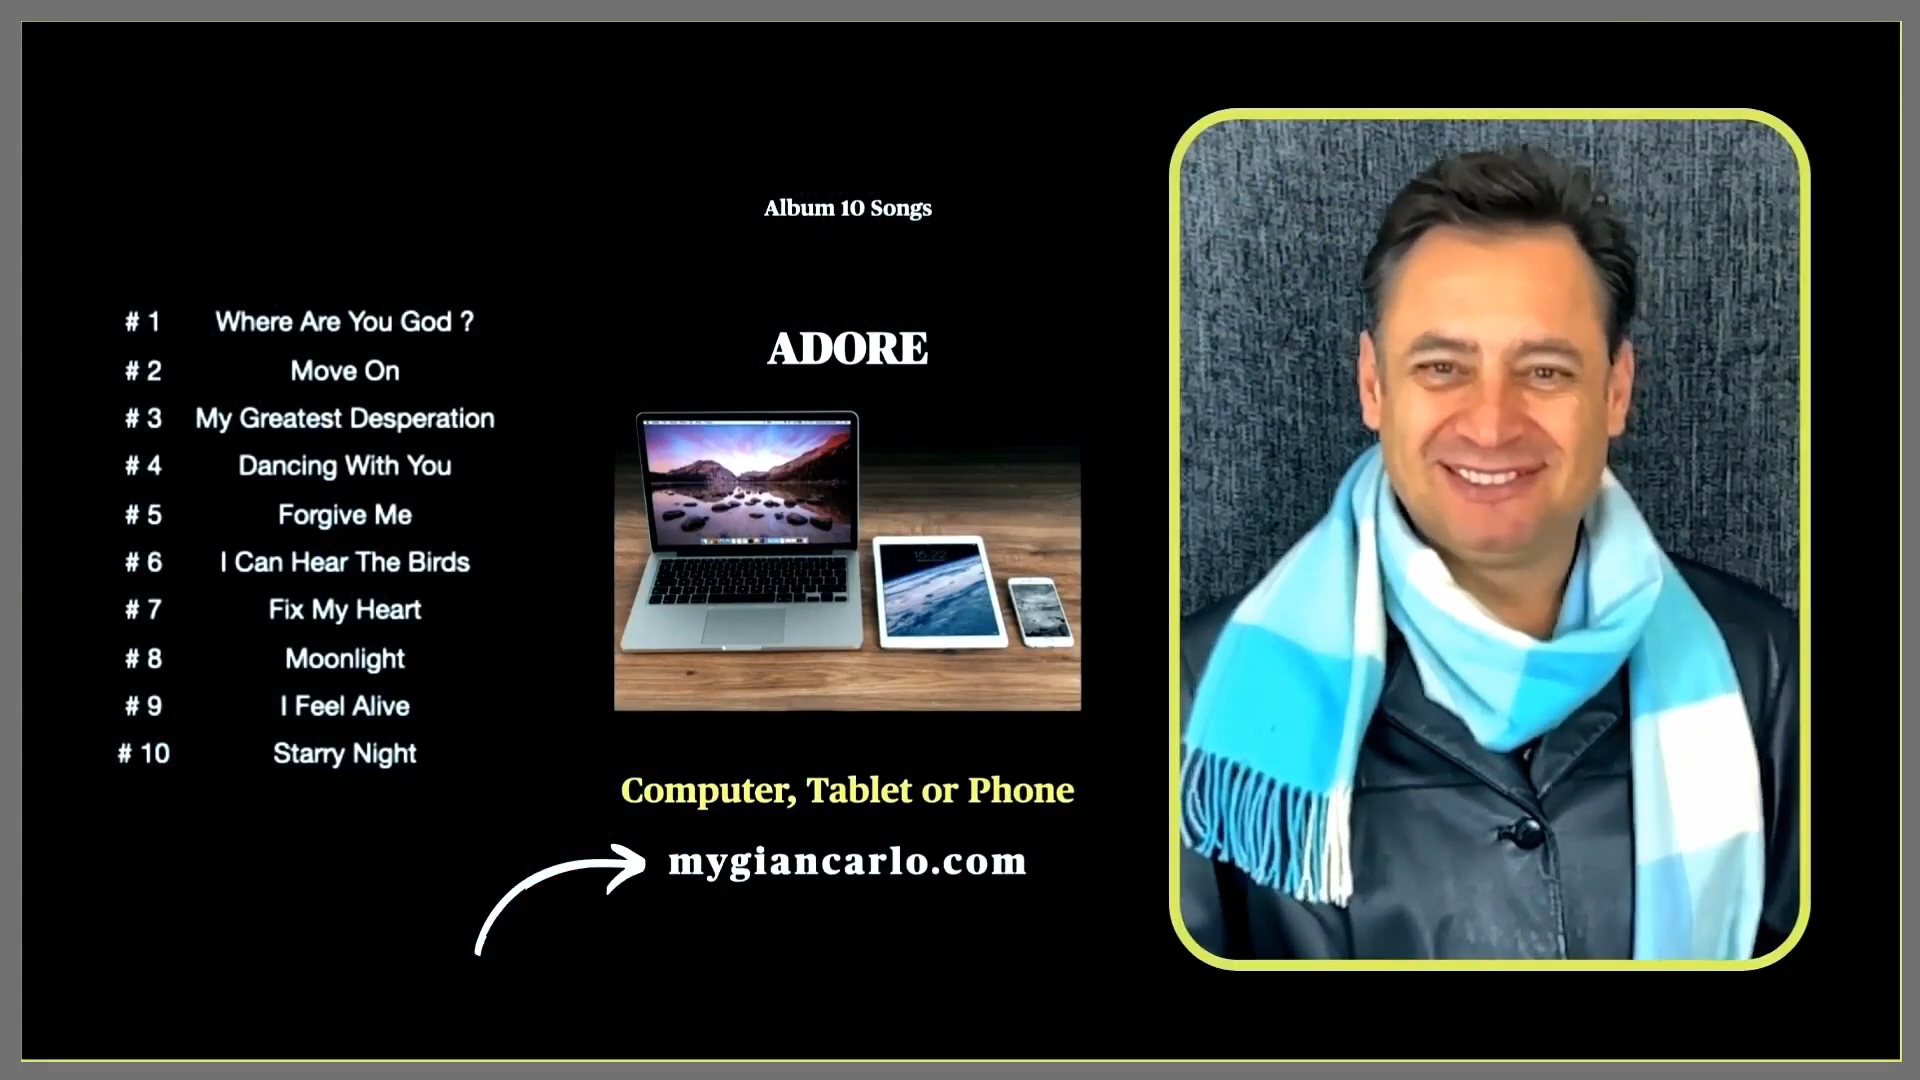 Album 10 Songs
# 1 Where Are You God ?
# 2 Move On
# 3 My Greatest Desperation
# 4 Dancing With You
# 5 Forgive Me
# 6 I Can Hear The Birds
# 7 Fix My Heart
# 8 Moonlight
# 9 I Feel Alive
# 10 Starry Night
ADORE
15:22
Computer, Tablet or Phone
mygiancarlo.com